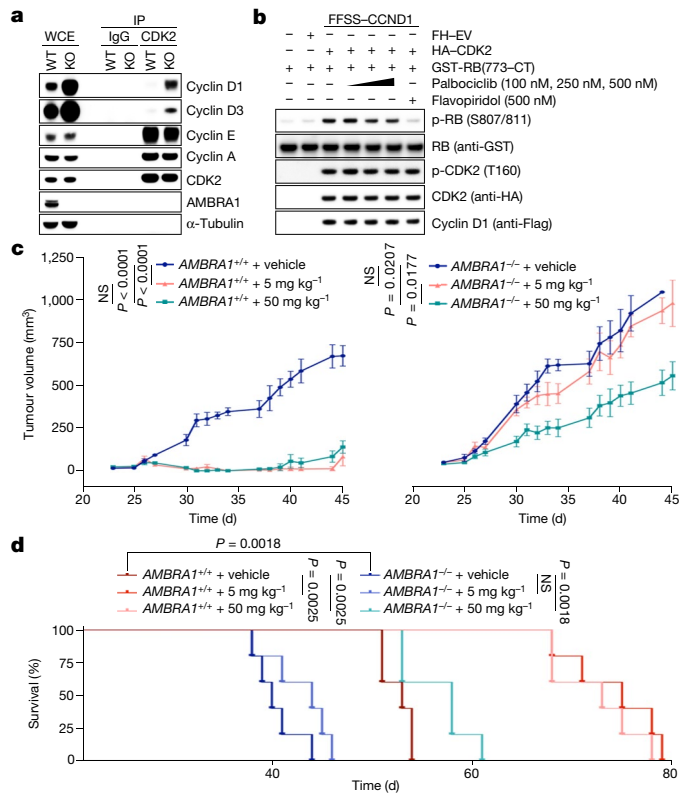 a
IP
WCE IgG CDK2
WT KO WT KO WT KO
Cyclin D1
Cyclin D3
Cyclin E
Cyclin A
CDK2
AMBRA1
α-Tubulin
b
FFSS–CCND1
– + – – – – – FH–EV
– – + + + + + HA–CDK2
+ + + + + + + GST-RB(773–CT)
– – – – Palbociclib (100 nM, 250 nM, 500 nM)
– – – – – – + Flavopiridol (500 nM)
p-RB (S807/811)
RB (anti-GST)
p-CDK2 (T160)
CDK2 (anti-HA)
Cyclin D1 (anti-Flag)
c
Tumour volume (mm³)
1,250
1,000
750
500
250
0
NS
P < 0.0001
P < 0.0001
AMBRA1+/+ + vehicle
AMBRA1+/+ + 5 mg kg–1
AMBRA1+/+ + 50 mg kg–1
20 25 30 35 40 45
Time (d)
NS
P = 0.0207
P = 0.0177
AMBRA1–/– + vehicle
AMBRA1–/– + 5 mg kg–1
AMBRA1–/– + 50 mg kg–1
20 25 30 35 40 45
Time (d)
d
P = 0.0018
AMBRA1+/+ + vehicle
AMBRA1+/+ + 5 mg kg–1
AMBRA1+/+ + 50 mg kg–1
P = 0.0025
P = 0.0025
AMBRA1–/– + vehicle
AMBRA1–/– + 5 mg kg–1
AMBRA1–/– + 50 mg kg–1
NS
P = 0.0018
Survival (%)
100
75
50
25
0
40 60 80
Time (d)